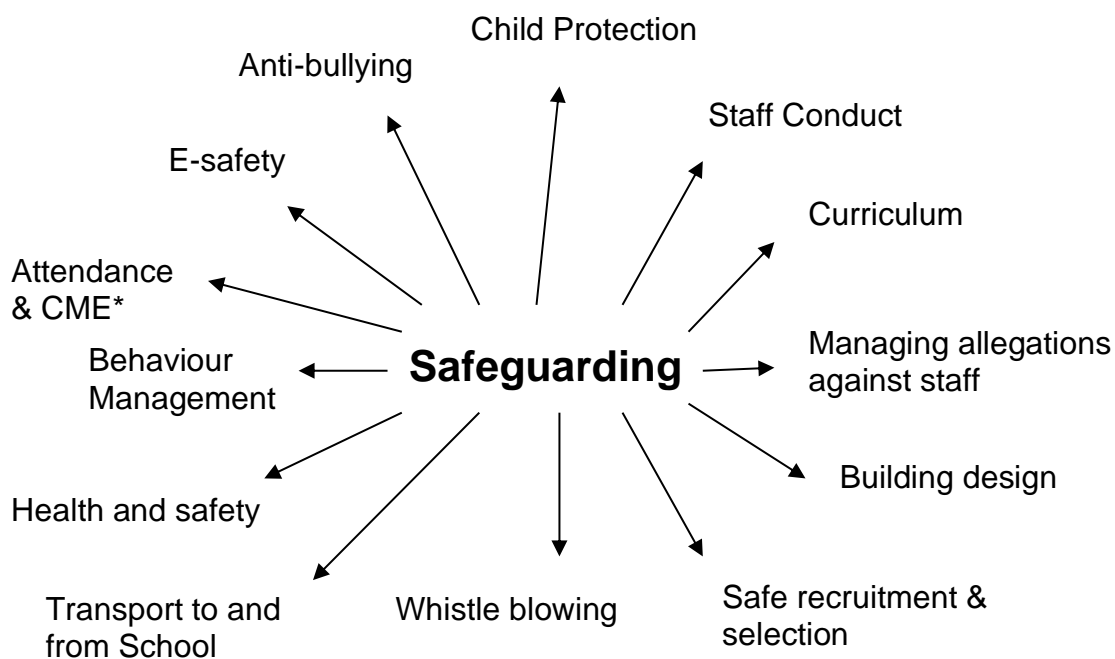 Child Protection
Anti-bullying
Staff Conduct
E-safety
Curriculum
Attendance
& CME*
Managing allegations
against staff
Behaviour
Management
Safeguarding
Building design
Health and safety
Transport to and
from School
Whistle blowing
Safe recruitment &
selection